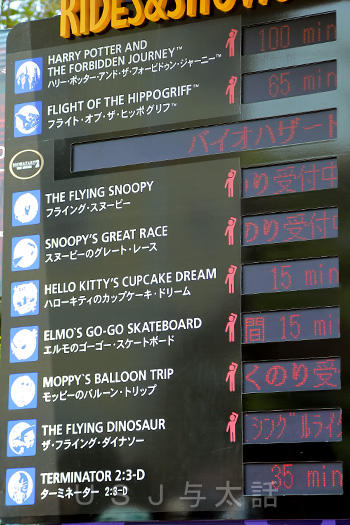 RIDES & SHOWS
HARRY POTTER AND
THE FORBIDDEN JOURNEY™
100 min
ハリー・ポッター・アンド・ザ・フォービドゥン・ジャーニー™
FLIGHT OF THE HIPPOGRIFF™
65 min
フライト・オブ・ザ・ヒッポグリフ™
バイオハザード
THE FLYING SNOOPY
のり受付中
フライング・スヌーピー
SNOOPY'S GREAT RACE
のり受付
スヌーピーのグレート・レース
HELLO KITTY'S CUPCAKE DREAM
15 min
ハローキティのカップケーキ・ドリーム
ELMO'S GO-GO SKATEBOARD
間 15 mi
エルモのゴーゴー・スケートボード
MOPPY'S BALLOON TRIP
くのり受
モッピーのバルーン・トリップ
THE FLYING DINOSAUR
シングルライ
ザ・フライング・ダイナソー
TERMINATOR 2:3-D
35 min
ターミネーター 2:3-D
USJ与太話